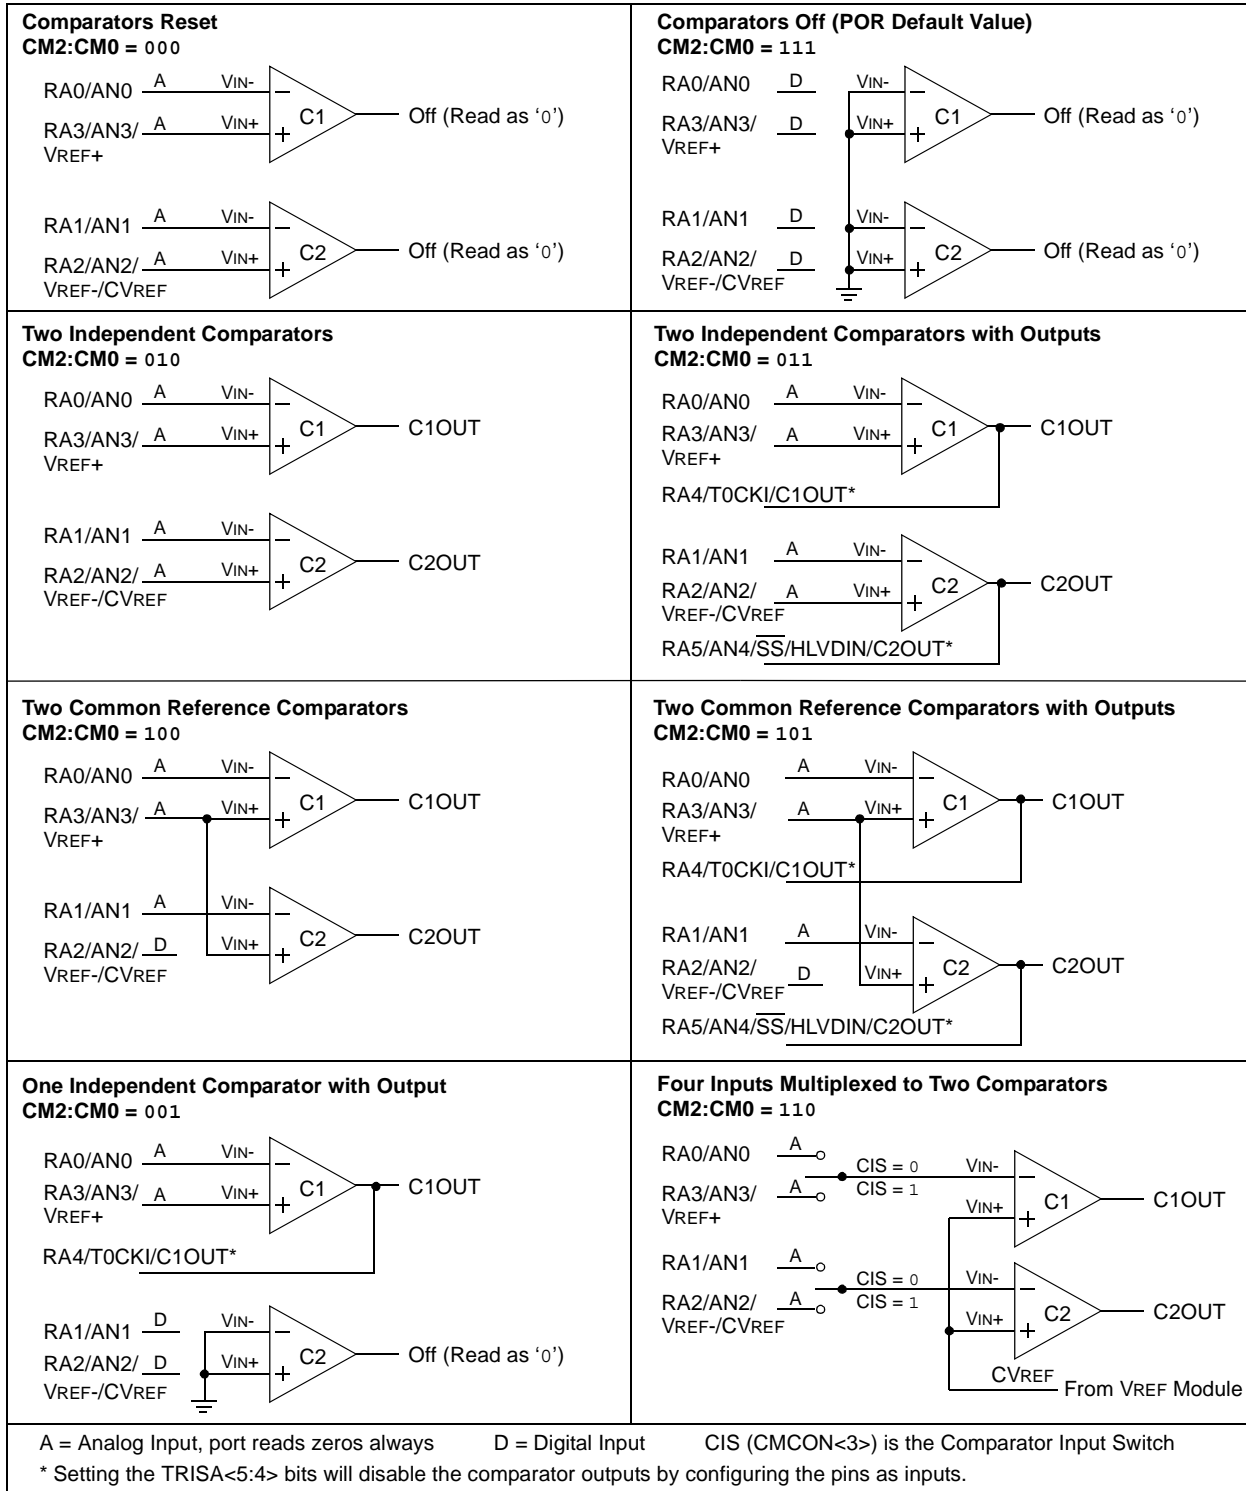 Comparators Reset
CM2:CM0 = 000
RA0/AN0 A VIN-
C1 Off (Read as ‘0’)
RA3/AN3/ A VIN+
VREF+
RA1/AN1 A VIN-
C2 Off (Read as ‘0’)
RA2/AN2/ A VIN+
VREF-/CVREF
Comparators Off (POR Default Value)
CM2:CM0 = 111
RA0/AN0 D VIN-
C1 Off (Read as ‘0’)
RA3/AN3/ D VIN+
VREF+
RA1/AN1 D VIN-
C2 Off (Read as ‘0’)
RA2/AN2/ D VIN+
VREF-/CVREF
Two Independent Comparators
CM2:CM0 = 010
RA0/AN0 A VIN-
C1 C1OUT
RA3/AN3/ A VIN+
VREF+
RA1/AN1 A VIN-
C2 C2OUT
RA2/AN2/ A VIN+
VREF-/CVREF
Two Independent Comparators with Outputs
CM2:CM0 = 011
RA0/AN0 A VIN-
C1 C1OUT
RA3/AN3/ A VIN+
VREF+
RA4/T0CKI/C1OUT*
RA1/AN1 A VIN-
C2 C2OUT
RA2/AN2/ A VIN+
VREF-/CVREF
RA5/AN4/SS/HLVDIN/C2OUT*
Two Common Reference Comparators
CM2:CM0 = 100
RA0/AN0 A VIN-
C1 C1OUT
RA3/AN3/ A VIN+
VREF+
RA1/AN1 A VIN-
C2 C2OUT
RA2/AN2/ D VIN+
VREF-/CVREF
Two Common Reference Comparators with Outputs
CM2:CM0 = 101
RA0/AN0 A VIN-
C1 C1OUT
RA3/AN3/ A VIN+
VREF+
RA4/T0CKI/C1OUT*
RA1/AN1 A VIN-
C2 C2OUT
RA2/AN2/ D VIN+
VREF-/CVREF
RA5/AN4/SS/HLVDIN/C2OUT*
One Independent Comparator with Output
CM2:CM0 = 001
RA0/AN0 A VIN-
C1 C1OUT
RA3/AN3/ A VIN+
VREF+
RA4/T0CKI/C1OUT*
RA1/AN1 D VIN-
C2 Off (Read as ‘0’)
RA2/AN2/ D VIN+
VREF-/CVREF
Four Inputs Multiplexed to Two Comparators
CM2:CM0 = 110
RA0/AN0 A
CIS = 0 VIN-
RA3/AN3/ A CIS = 1 C1 C1OUT
VREF+ VIN+
RA1/AN1 A
CIS = 0 VIN-
RA2/AN2/ A CIS = 1 C2 C2OUT
VREF-/CVREF VIN+
CVREF
From VREF Module
A = Analog Input, port reads zeros always D = Digital Input CIS (CMCON<3>) is the Comparator Input Switch
* Setting the TRISA<5:4> bits will disable the comparator outputs by configuring the pins as inputs.